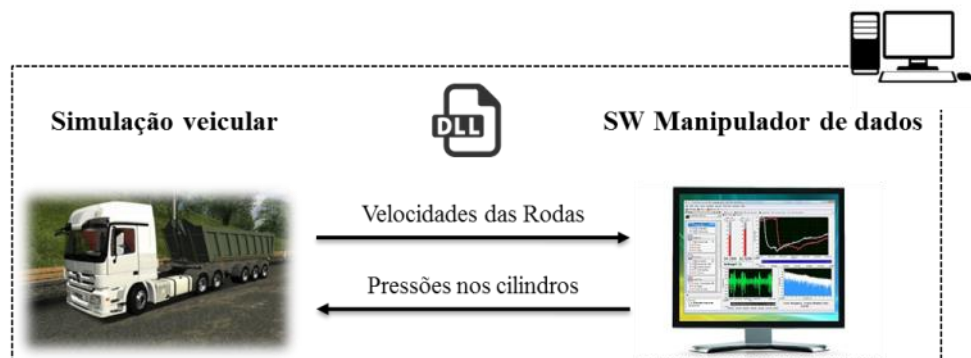 Simulação veicular
DLL
SW Manipulador de dados
Velocidades das Rodas
Pressões nos cilindros